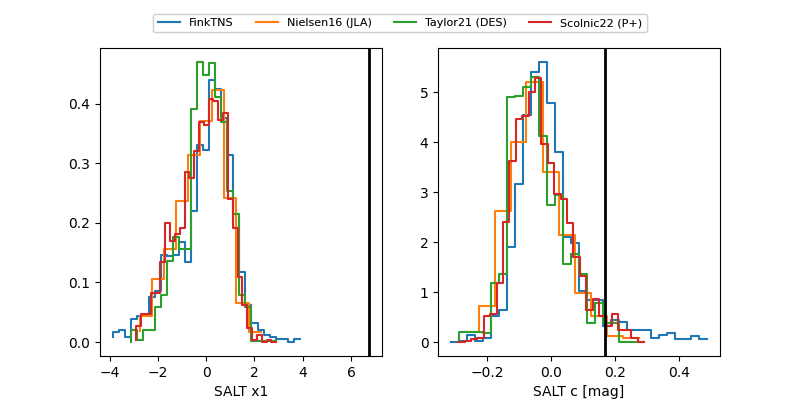 FinkTNS Nielsen16 (JLA) Taylor21 (DES) Scolnic22 (P+)
0.4
0.3
0.2
0.1
0.0
−4 −2 0 2 4 6
SALT x1
5
4
3
2
1
0
−0.2 0.0 0.2 0.4
SALT c [mag]